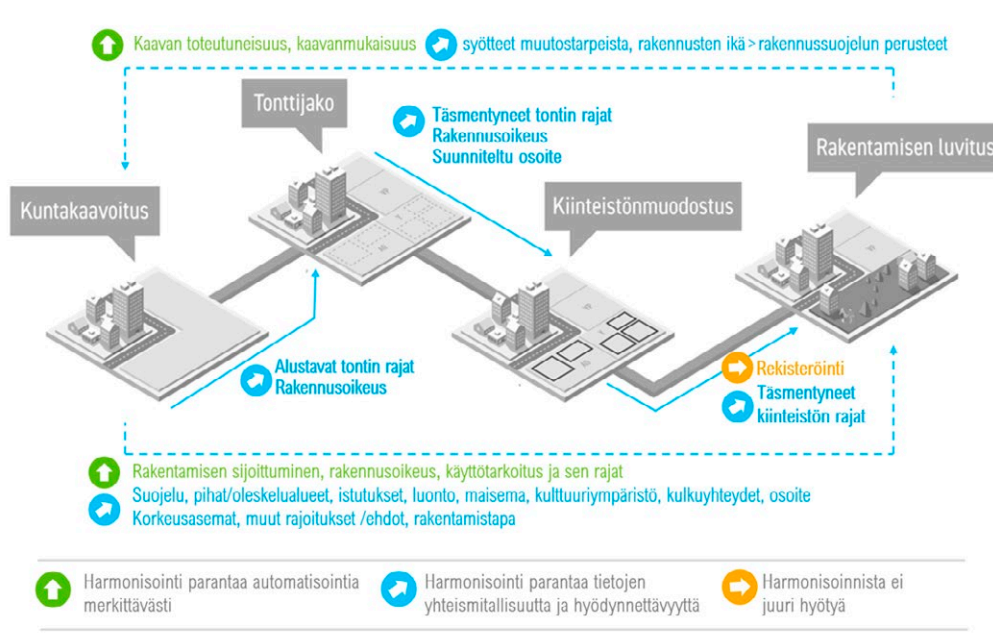 Kaavan toteutuneisuus, kaavanmukaisuus
syötteet muutostarpeista, rakennusten ikä > rakennussuojelun perusteet
Tonttijako
Täsmentyneet tontin rajat
Rakennusoikeus
Suunniteltu osoite
Rakentamisen luvitus
Kuntakaavoitus
Kiinteistönmuodostus
Alustavat tontin rajat
Rakennusoikeus
Rekisteröinti
Täsmentyneet
kiinteistön rajat
Rakentamisen sijoittuminen, rakennusoikeus, käyttötarkoitus ja sen rajat
Suojelu, pihat/oleskelualueet, istutukset, luonto, maisema, kulttuuriympäristö, kulkuyhteydet, osoite
Korkeusasemat, muut rajoitukset /ehdot, rakentamistapa
Harmonisointi parantaa automatisointia
merkittävästi
Harmonisointi parantaa tietojen
yhteismitallisuutta ja hyödynnettävyyttä
Harmonisoinnista ei
juuri hyötyä